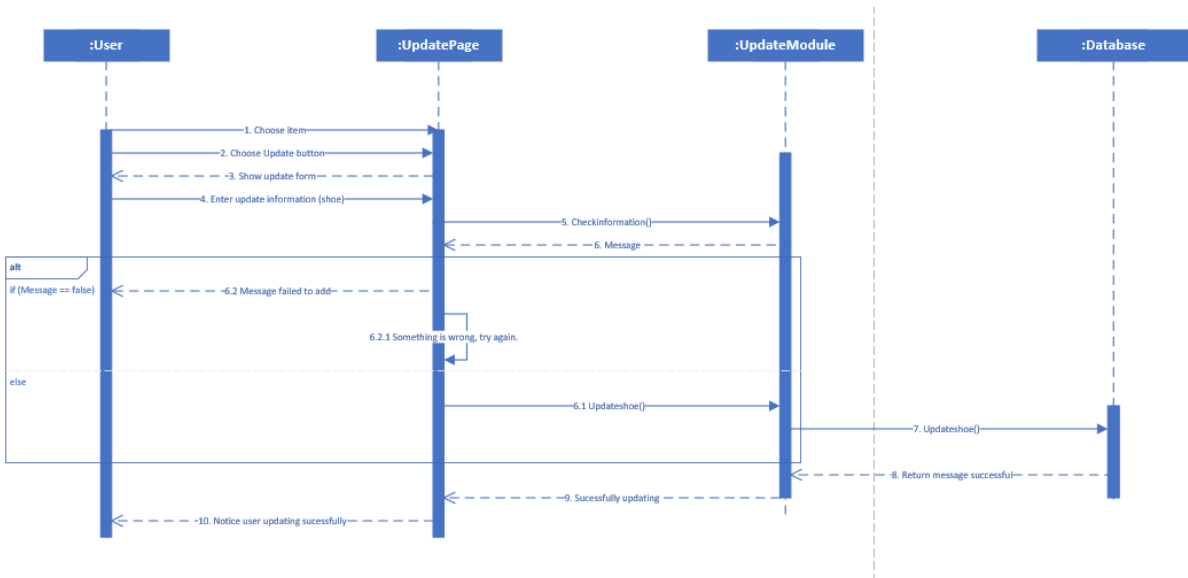 :User
:UpdatePage
:UpdateModule
:Database
1. Choose item
2. Choose Update button
3. Show update form
4. Enter update information (shoe)
5. Checkinformation()
6. Message
alt
if (Message == false)
6.2 Message failed to add
6.2.1 Something is wrong, try again.
else
6.1 Updateshoe()
7. Updateshoe()
8. Return message successful
9. Sucessfully updating
10. Notice user updating sucessfully